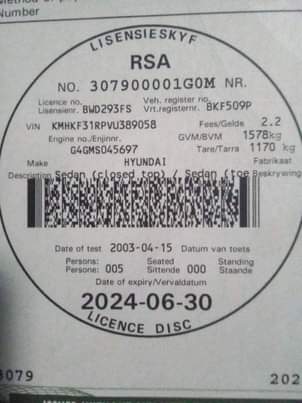 Number
LISENSIESKYF
RSA
NO. 307900001G0M NR.
Licence no. Veh. register no.
Lisensienr. BWD293FS Vrt.registernr. BKF509P
VIN KMHKF31RPVU389058 Fees/Gelde 2.2
Engine no./Enjinnr. GVM/BVM 1578kg
G4GMS045697 Tare/Tarra 1170 kg
Make HYUNDAI Fabrikaat
Description Sedan (closed top) / Sedan (toe Beskrywing
Date of test 2003-04-15 Datum van toets
Persons: Seated Standing
Persone: 005 Sittende 000 Staande
Date of expiry/Vervaldatum
2024-06-30
LICENCE DISC
3079 202